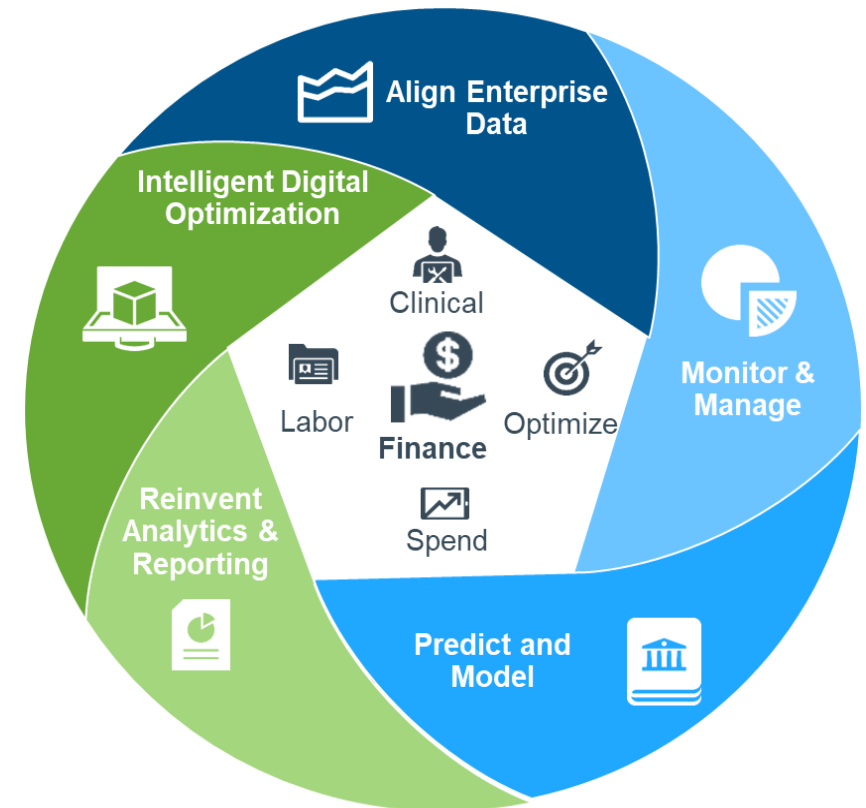 Align Enterprise
Data
Intelligent Digital
Optimization
Clinical
Monitor &
Manage
Labor
$
Finance
Optimize
Reinvent
Analytics &
Reporting
Spend
Predict and
Model